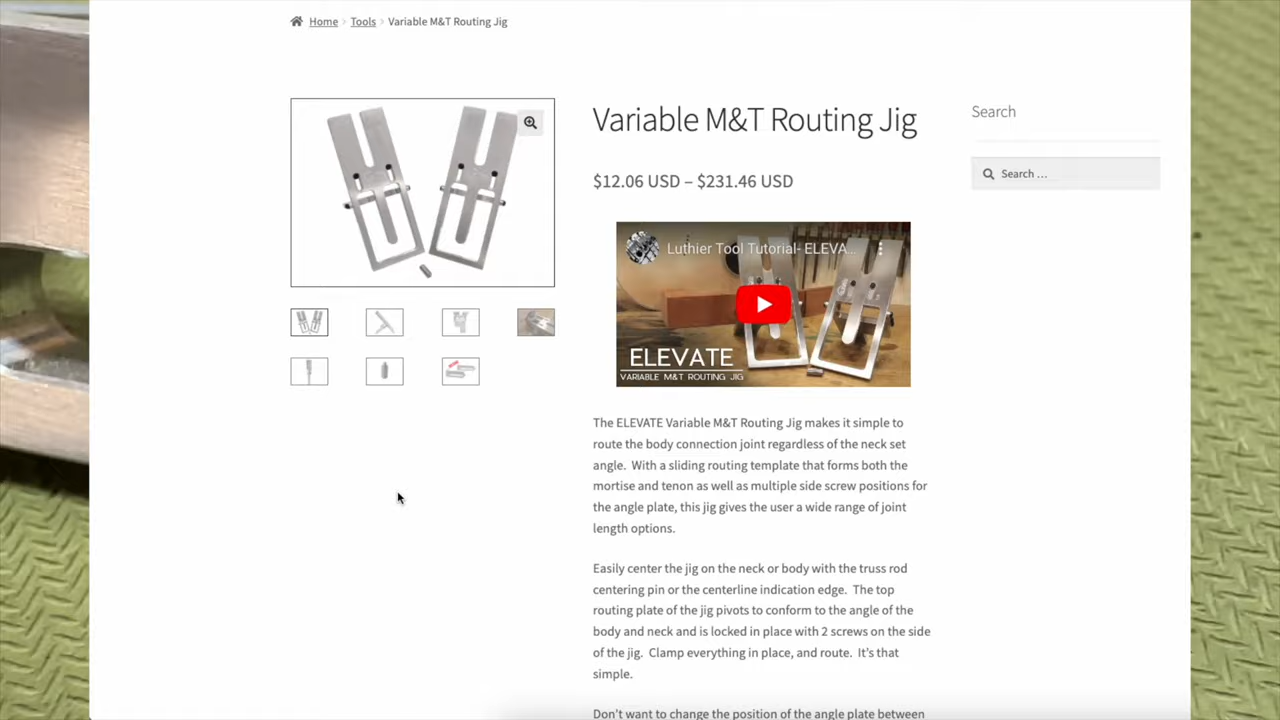 Home > Tools > Variable M&T Routing Jig
Variable M&T Routing Jig
$12.06 USD – $231.46 USD
Luthier Tool Tutorial- ELEVA...
ELEVATE
VARIABLE M&T ROUTING JIG
The ELEVATE Variable M&T Routing Jig makes it simple to
route the body connection joint regardless of the neck set
angle.  With a sliding routing template that forms both the
mortise and tenon as well as multiple side screw positions for
the angle plate, this jig gives the user a wide range of joint
length options.
Easily center the jig on the neck or body with the truss rod
centering pin or the centerline indication edge.  The top
routing plate of the jig pivots to conform to the angle of the
body and neck and is locked in place with 2 screws on the side
of the jig.  Clamp everything in place, and route.  It’s that
simple.
Don’t want to change the position of the angle plate between
Search
Search …